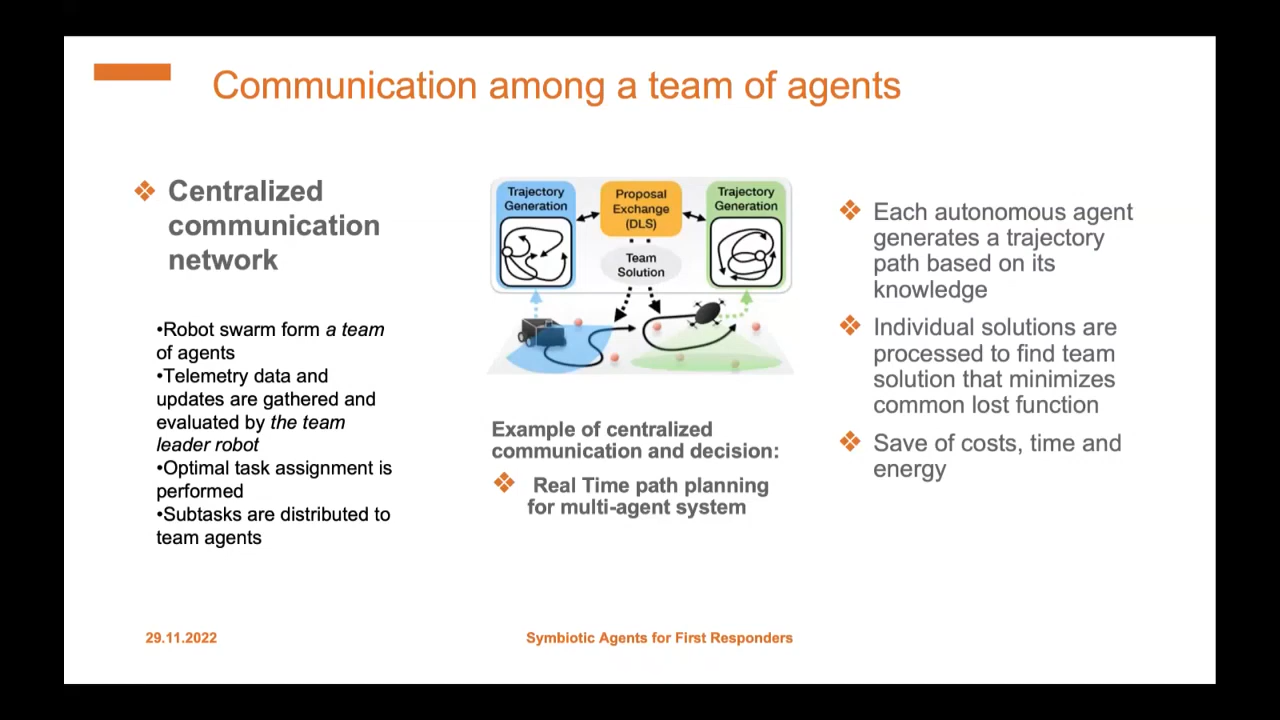 Communication among a team of agents
❖ Centralized
communication
network
•Robot swarm form a team
of agents
•Telemetry data and
updates are gathered and
evaluated by the team
leader robot
•Optimal task assignment is
performed
•Subtasks are distributed to
team agents
Trajectory
Generation
Proposal
Exchange
(DLS)
Trajectory
Generation
Team
Solution
Example of centralized
communication and decision:
❖ Real Time path planning
for multi-agent system
❖ Each autonomous agent
generates a trajectory
path based on its
knowledge
❖ Individual solutions are
processed to find team
solution that minimizes
common lost function
❖ Save of costs, time and
energy
29.11.2022
Symbiotic Agents for First Responders